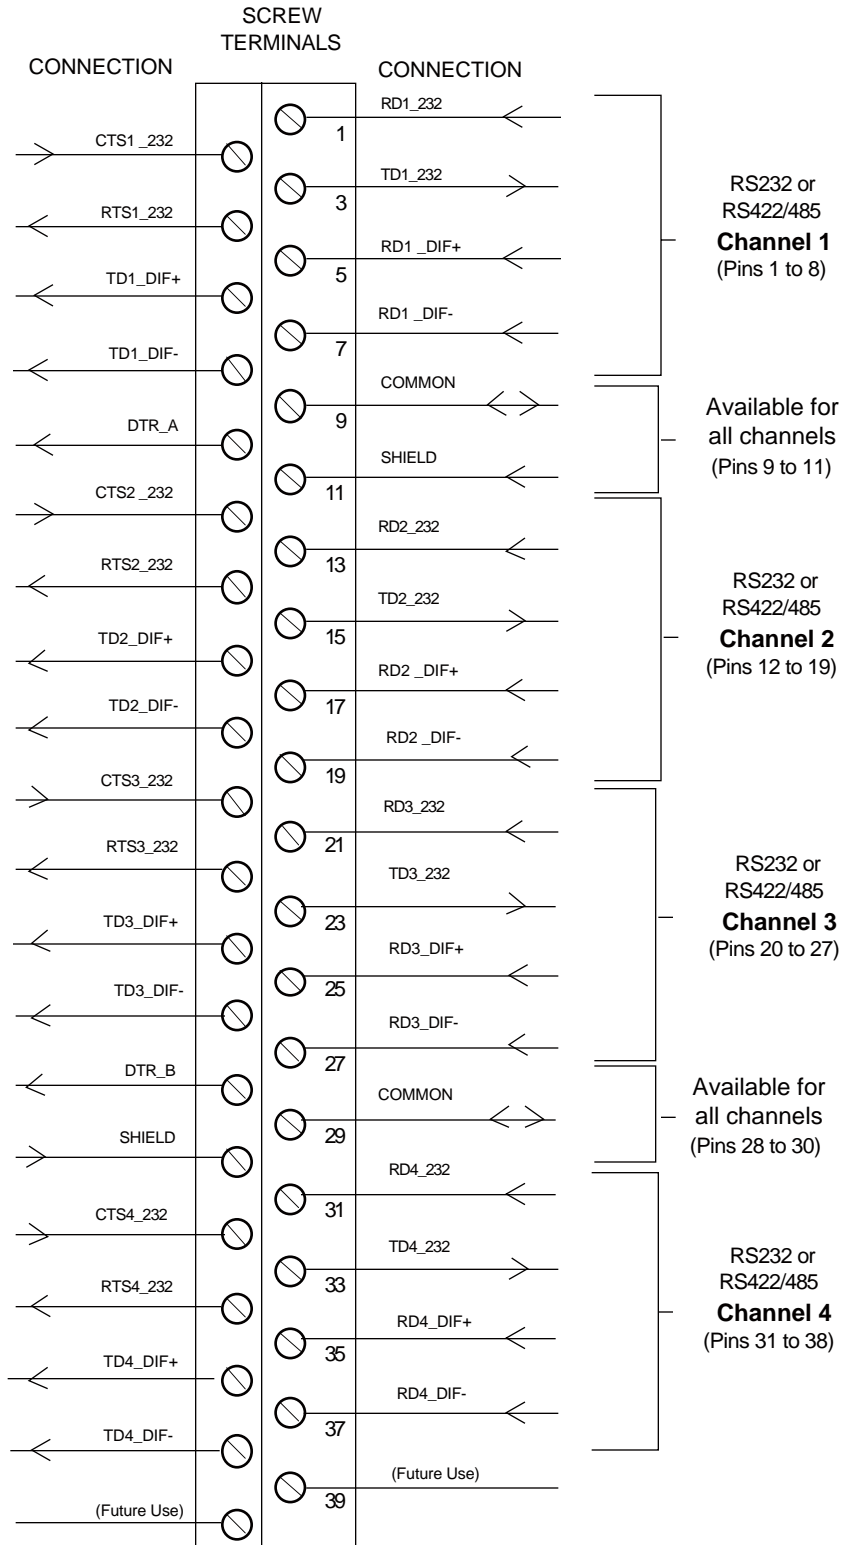 SCREW
TERMINALS
CONNECTION
CONNECTION
RD1_232
1
CTS1 _232
TD1_232
3
RTS1_232
RD1 _DIF+
5
TD1_DIF+
RD1 _DIF-
7
TD1_DIF-
RS232 or
RS422/485
Channel 1
(Pins 1 to 8)
COMMON
9
DTR_A
SHIELD
11
Available for
all channels
(Pins 9 to 11)
CTS2 _232
RD2_232
13
RTS2_232
TD2_232
15
TD2_DIF+
RD2 _DIF+
17
TD2_DIF-
RD2 _DIF-
19
RS232 or
RS422/485
Channel 2
(Pins 12 to 19)
CTS3_232
RD3_232
21
RTS3_232
TD3_232
23
TD3_DIF+
RD3_DIF+
25
TD3_DIF-
RD3_DIF-
27
RS232 or
RS422/485
Channel 3
(Pins 20 to 27)
DTR_B
COMMON
29
SHIELD
Available for
all channels
(Pins 28 to 30)
RD4_232
31
CTS4_232
TD4_232
33
RTS4_232
RD4_DIF+
35
TD4_DIF+
RD4_DIF-
37
TD4_DIF-
RS232 or
RS422/485
Channel 4
(Pins 31 to 38)
(Future Use)
39
(Future Use)